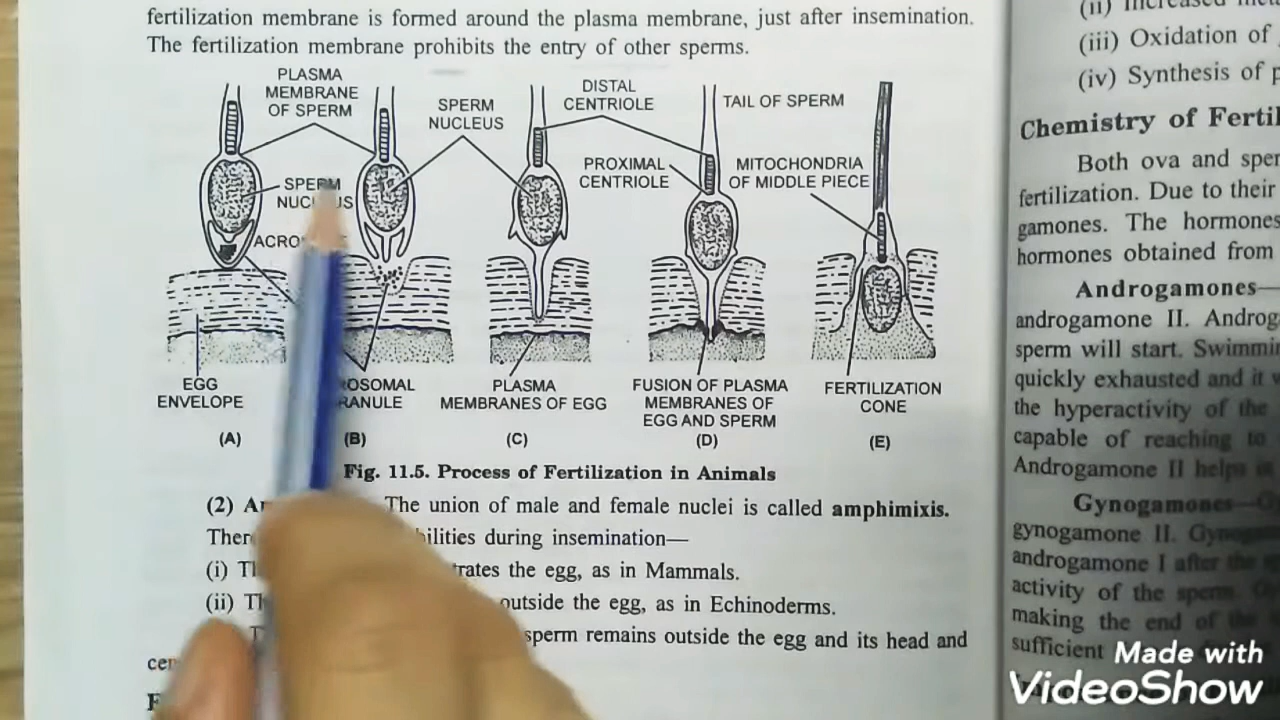 fertilization membrane is formed around the plasma membrane, just after insemination.
The fertilization membrane prohibits the entry of other sperms.
PLASMA
MEMBRANE
OF SPERM
SPERM
NUCLEUS
DISTAL
CENTRIOLE
TAIL OF SPERM
SPERM
PROXIMAL
CENTRIOLE
MITOCHONDRIA
OF MIDDLE PIECE
EGG
ENVELOPE
PLASMA
MEMBRANES OF EGG
FUSION OF PLASMA
MEMBRANES OF
EGG AND SPERM
FERTILIZATION
CONE
(A) (B) (C) (D) (E)
Fig. 11.5. Process of Fertilization in Animals
(2) The union of male and female nuclei is called amphimixis.
during insemination—
(i) the egg, as in Mammals.
(ii) outside the egg, as in Echinoderms.
sperm remains outside the egg and its head and
(ii) Increased
(iii) Oxidation of
(iv) Synthesis of
Chemistry of
Both ova and
fertilization. Due to their
gamones. The hormones
hormones obtained from
Androgamones—
androgamone II.
sperm will start.
quickly exhausted and it
the hyperactivity of the
capable of reaching to
Androgamone II helps
Gynogamones—
gynogamone II.
androgamone I after the
activity of the
making the end of the
sufficient
Made with
VideoShow